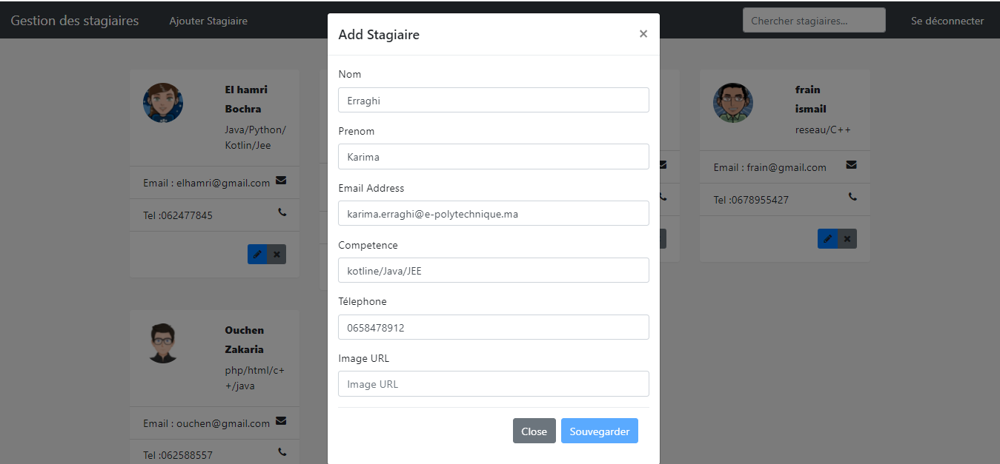 Gestion des stagiaires
Ajouter Stagiaire
Chercher stagiaires...
Se déconnecter
Add Stagiaire
×
Nom
Erraghi
Prenom
Karima
Email Address
karima.erraghi@e-polytechnique.ma
Competence
kotline/Java/JEE
Télephone
0658478912
Image URL
Image URL
Close
Souvegarder
El hamri
Bochra
Java/Python/
Kotlin/Jee
Email : elhamri@gmail.com
Tel :062477845
frain
ismail
reseau/C++
Email : frain@gmail.com
Tel :0678955427
Ouchen
Zakaria
php/html/c+
+/java
Email : ouchen@gmail.com
Tel :062588557